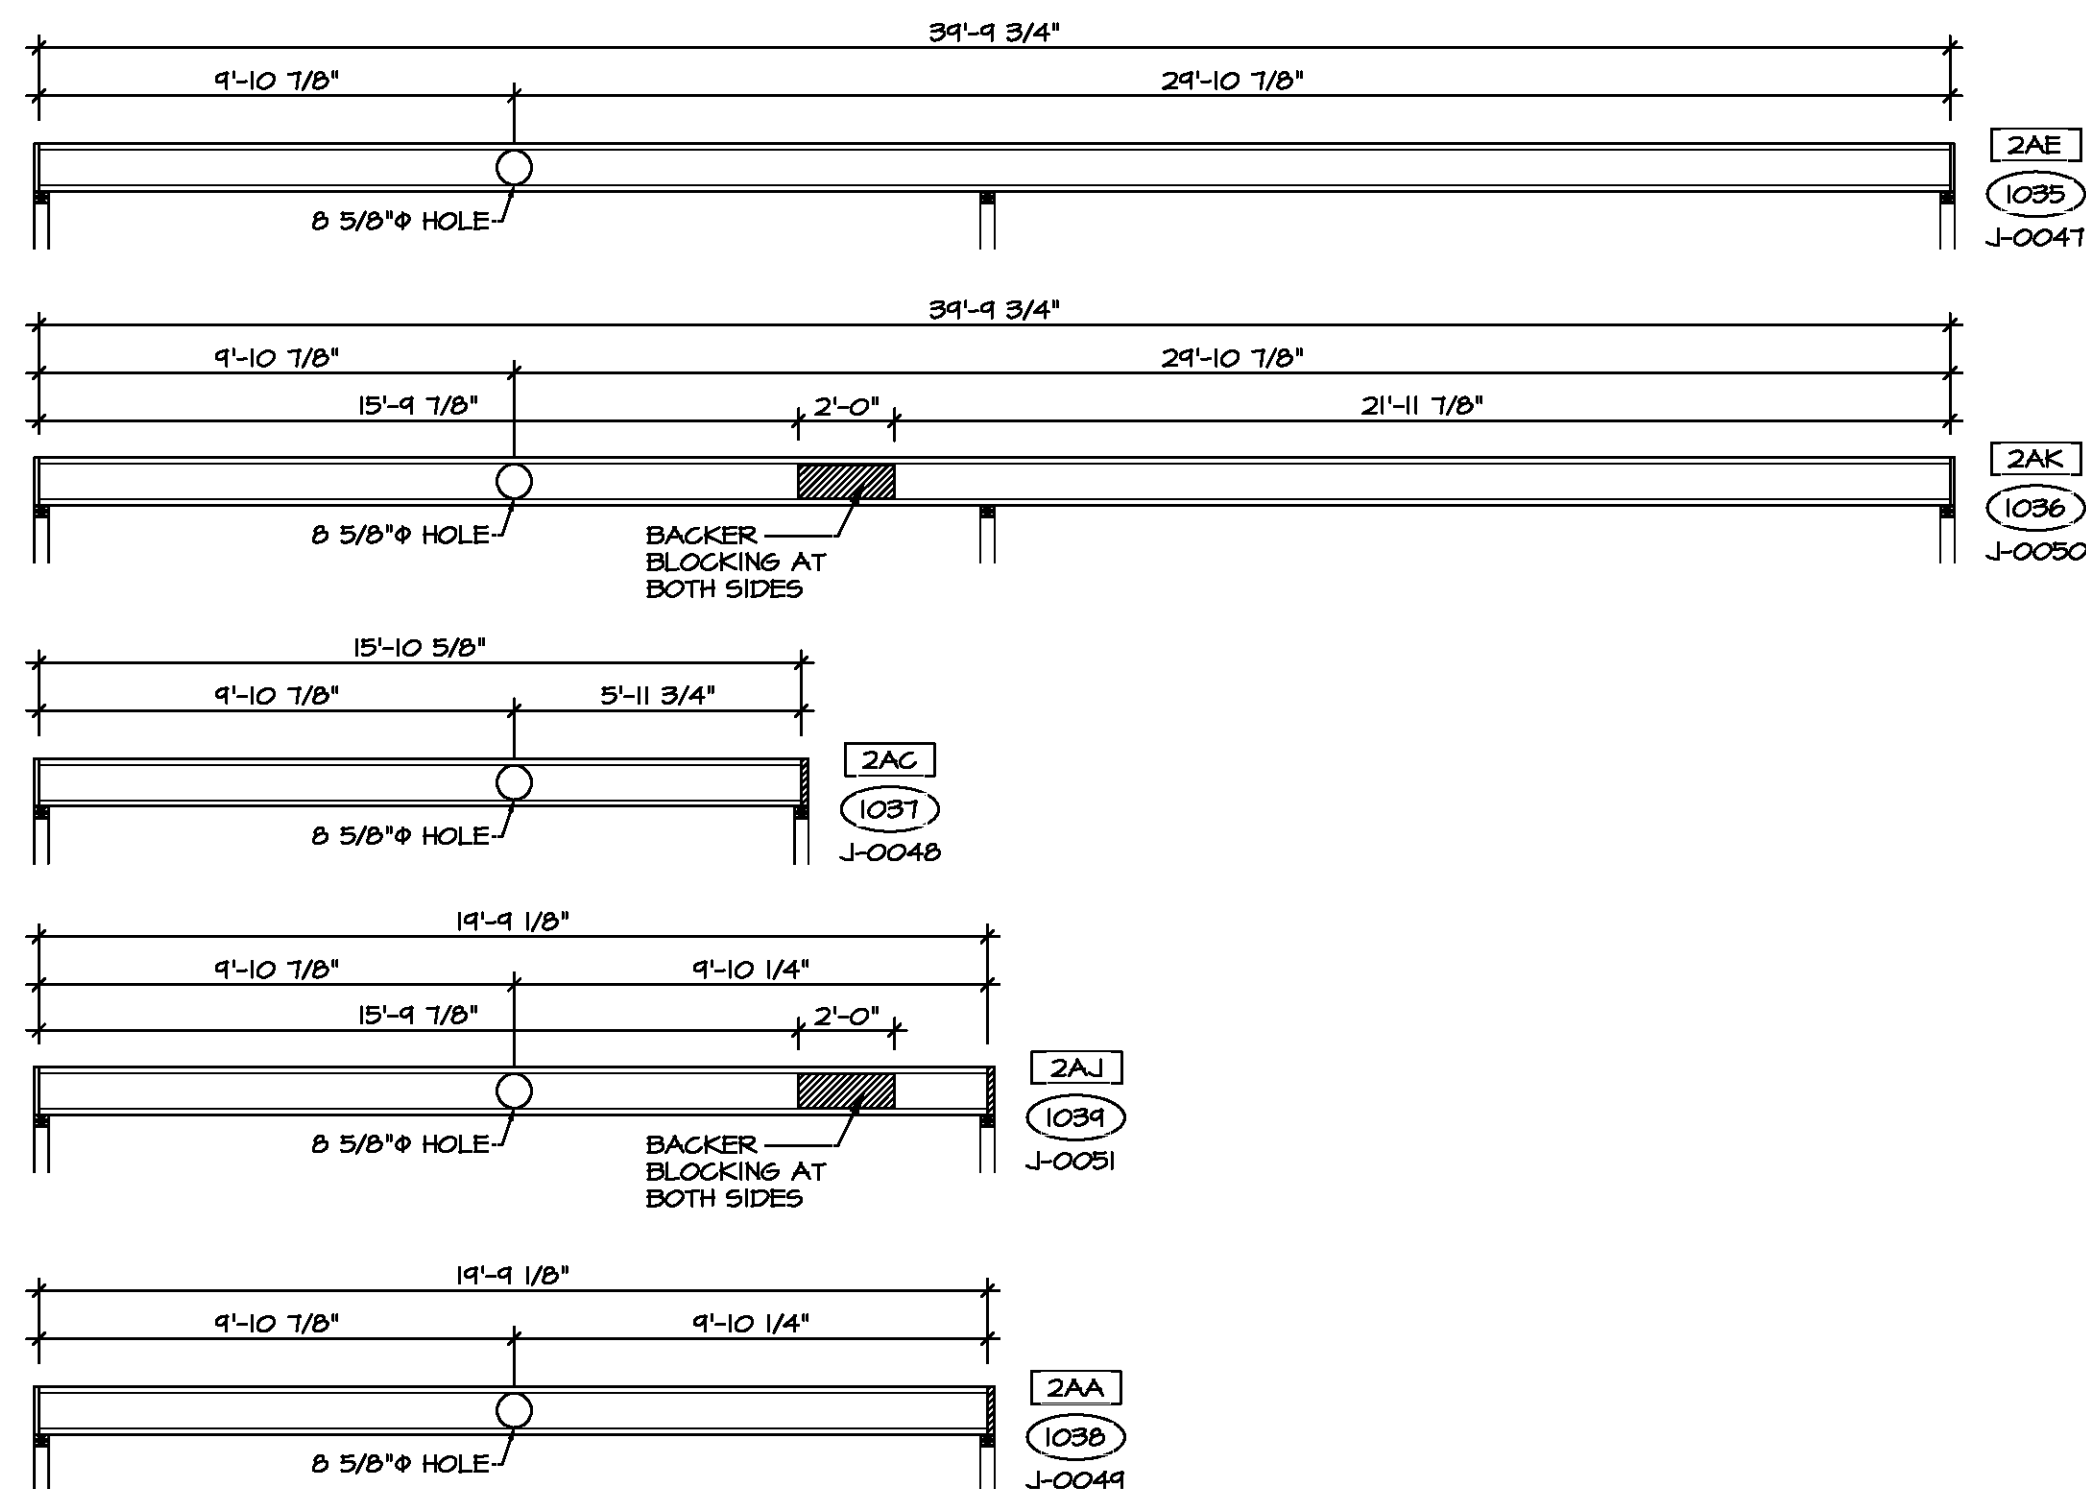 39'-9 3/4"
9'-10 7/8" 29'-10 7/8"
2AE
1035
8 5/8"Φ HOLE
J-0047
39'-9 3/4"
9'-10 7/8" 29'-10 7/8"
15'-9 7/8" 2'-0" 21'-11 7/8"
2AK
1036
8 5/8"Φ HOLE
BACKER
BLOCKING AT
BOTH SIDES
J-0050
15'-10 5/8"
9'-10 7/8" 5'-11 3/4"
2AC
1037
8 5/8"Φ HOLE
J-0048
19'-9 1/8"
9'-10 7/8" 9'-10 1/4"
15'-9 7/8" 2'-0"
2AJ
1039
8 5/8"Φ HOLE
BACKER
BLOCKING AT
BOTH SIDES
J-0051
19'-9 1/8"
9'-10 7/8" 9'-10 1/4"
2AA
1038
8 5/8"Φ HOLE
J-0049